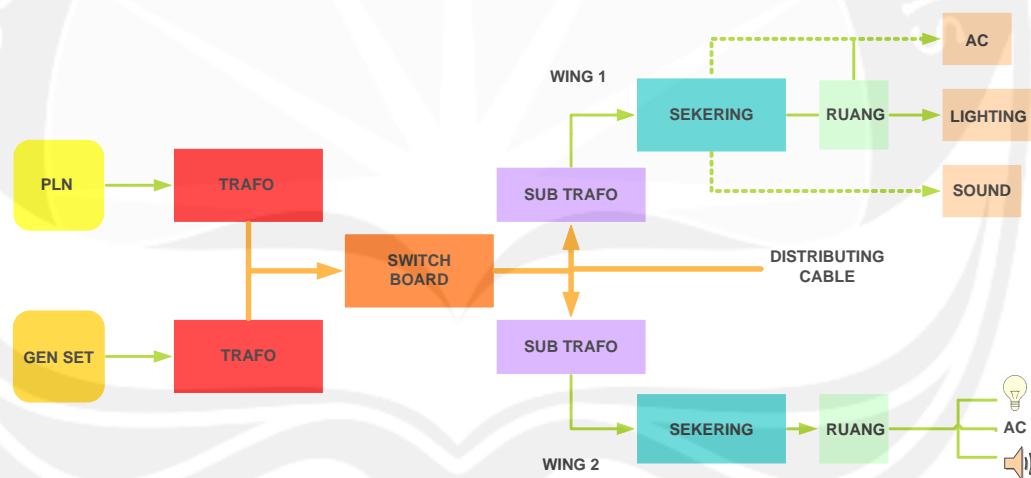 AC
WING 1
SEKERING
RUANG
LIGHTING
PLN
TRAFO
SUB TRAFO
SOUND
SWITCH
BOARD
DISTRIBUTING
CABLE
GEN SET
TRAFO
SUB TRAFO
SEKERING
RUANG
AC
WING 2